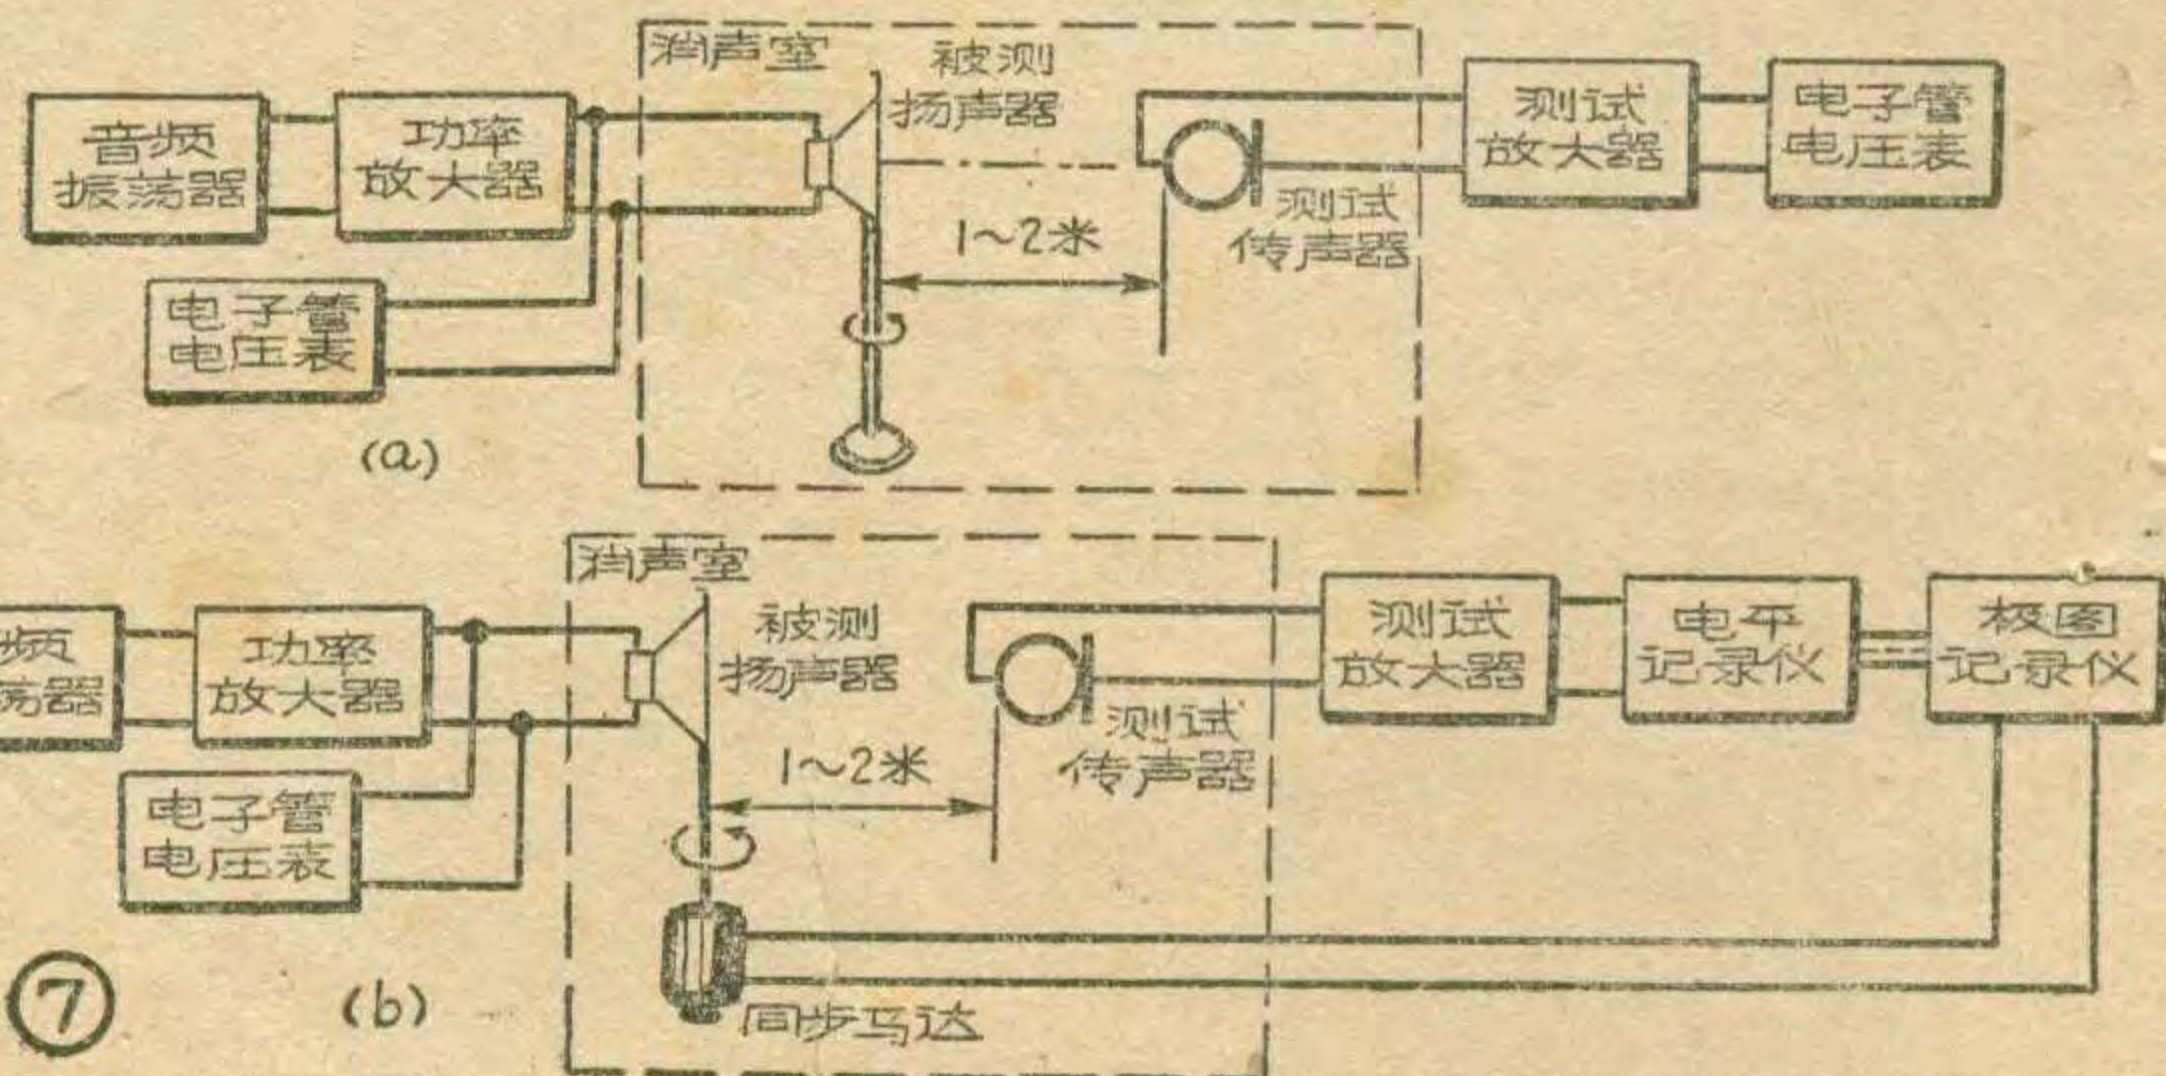 消声室
被测
扬声器
音频
振荡器
功率
放大器
测试
放大器
电子管
电压表
1～2米
测试
传声器
电子管
电压表
(a)
消声室
频
荡器
功率
放大器
被测
扬声器
测试
放大器
电平
记录仪
极图
记录仪
1～2米
测试
传声器
电子管
电压表
同步马达
⑦
(b)